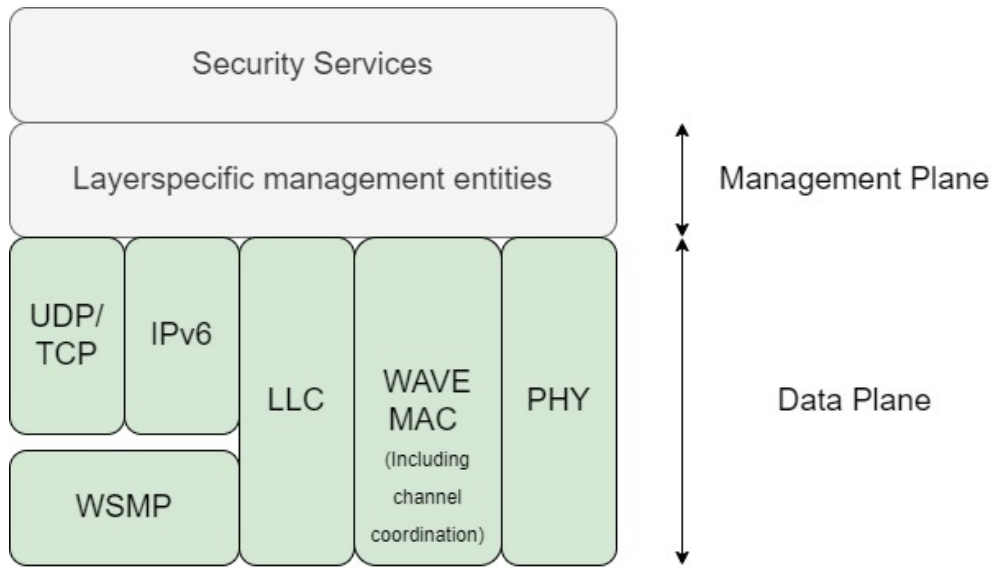 Security Services
Layerspecific management entities
Management Plane
UDP/
TCP
IPv6
LLC
WAVE
MAC
(Including
channel
coordination)
PHY
Data Plane
WSMP